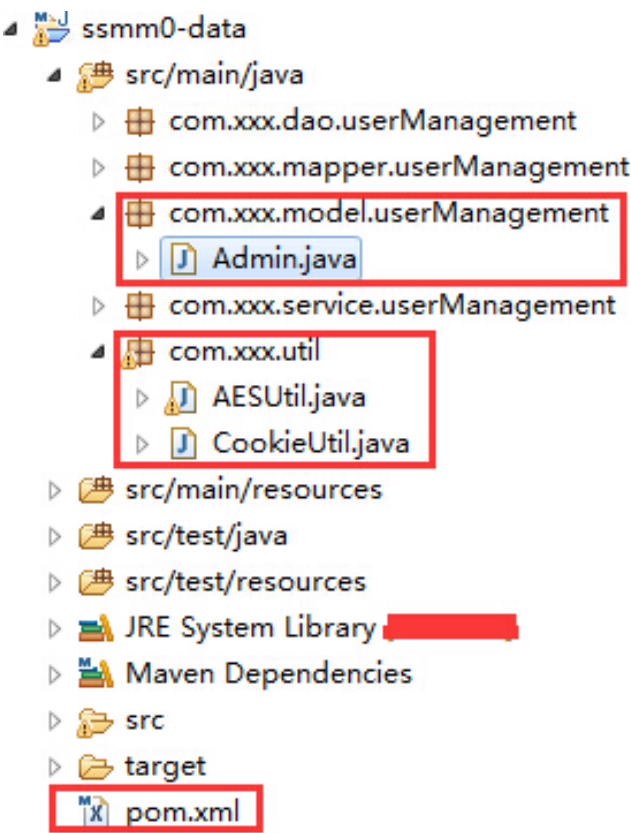 ssmm0-data
src/main/java
com.xxx.dao.userManagement
com.xxx.mapper.userManagement
com.xxx.model.userManagement
Admin.java
com.xxx.service.userManagement
com.xxx.util
AESUtil.java
CookieUtil.java
src/main/resources
src/test/java
src/test/resources
JRE System Library
Maven Dependencies
src
target
pom.xml